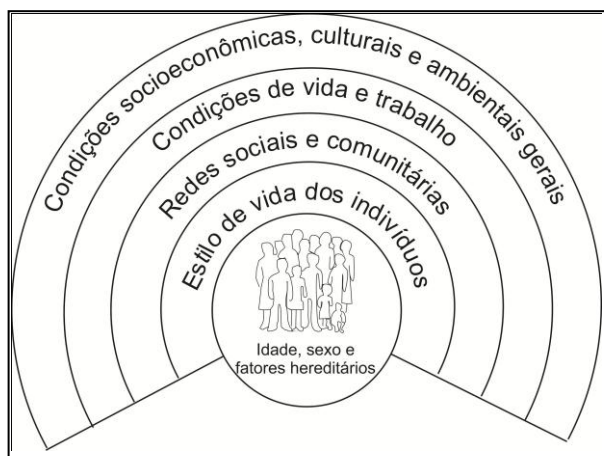 Condições socioeconômicas, culturais e ambientais gerais
Condições de vida e trabalho
Redes sociais e comunitárias
Estilo de vida dos indivíduos
Idade, sexo e
fatores hereditários